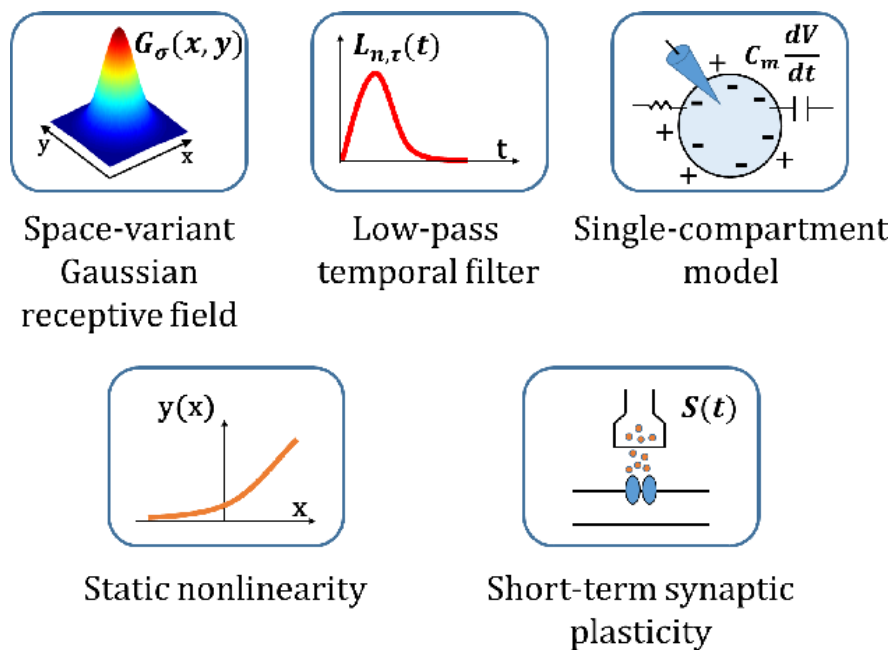 G_σ(x, y)
y
x
Space-variant
Gaussian
receptive field
L_{n,τ}(t)
t
Low-pass
temporal filter
C_m dV/dt
+
+
+
+
+
-
-
-
-
-
-
Single-compartment
model
y(x)
x
Static nonlinearity
S(t)
Short-term synaptic
plasticity